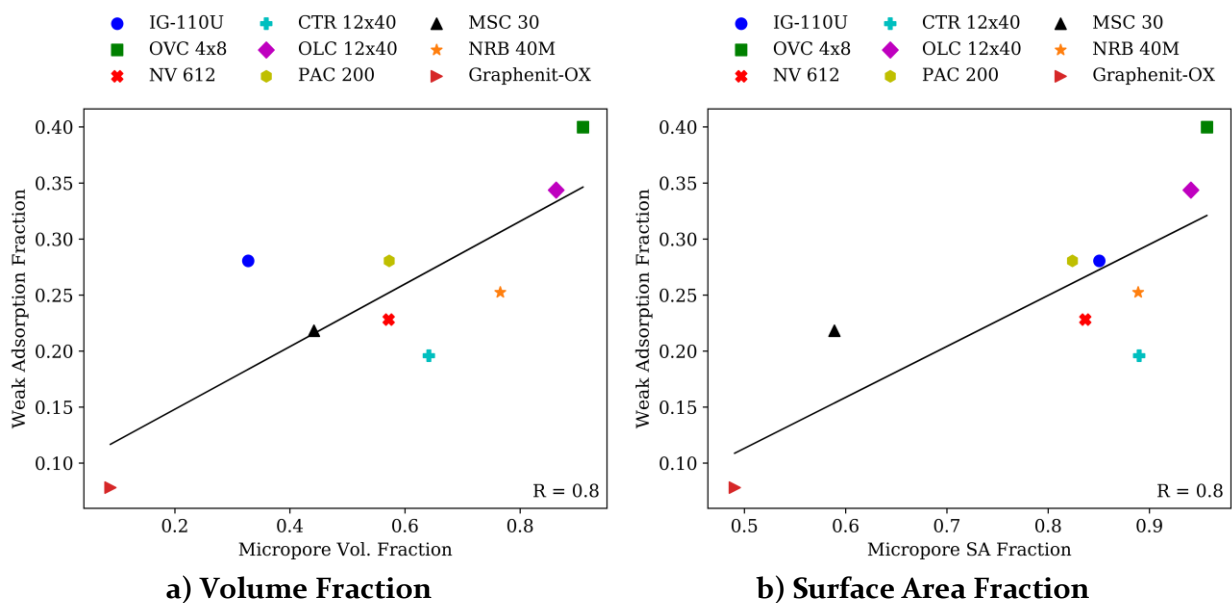 IG-110U CTR 12x40 MSC 30
OVC 4x8 OLC 12x40 NRB 40M
NV 612 PAC 200 Graphenit-OX
Weak Adsorption Fraction
0.40
0.35
0.30
0.25
0.20
0.15
0.10
R = 0.8
0.2 0.4 0.6 0.8
Micropore Vol. Fraction
a) Volume Fraction
IG-110U CTR 12x40 MSC 30
OVC 4x8 OLC 12x40 NRB 40M
NV 612 PAC 200 Graphenit-OX
Weak Adsorption Fraction
0.40
0.35
0.30
0.25
0.20
0.15
0.10
R = 0.8
0.5 0.6 0.7 0.8 0.9
Micropore SA Fraction
b) Surface Area Fraction